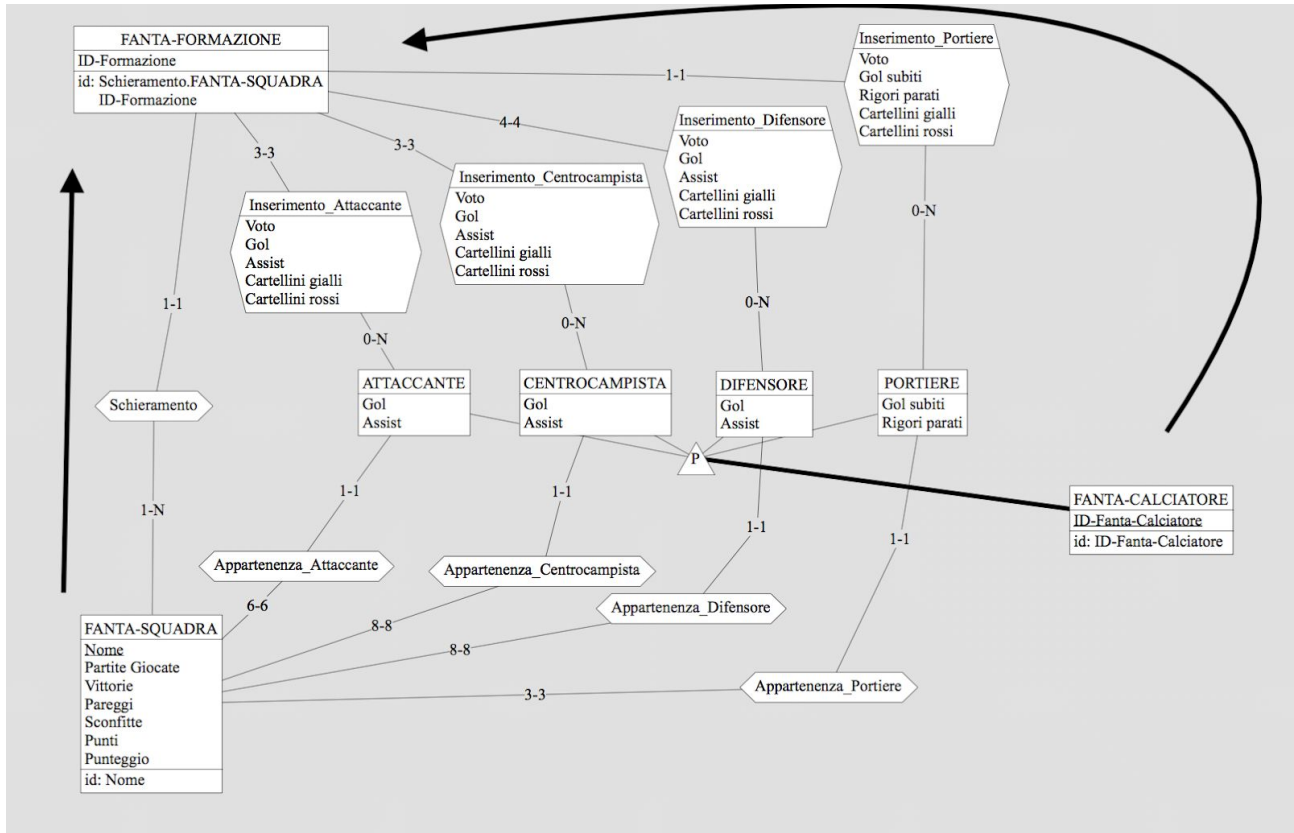 FANTA-FORMAZIONE
ID-Formazione
id: Schieramento.FANTA-SQUADRA
ID-Formazione
Inserimento_Portiere
Voto
Gol subiti
Rigori parati
Cartellini gialli
Cartellini rossi
1-1
Inserimento_Difensore
Voto
Gol
Assist
Cartellini gialli
Cartellini rossi
4-4
3-3
3-3
Inserimento_Centrocampista
Voto
Gol
Assist
Cartellini gialli
Cartellini rossi
Inserimento_Attaccante
Voto
Gol
Assist
Cartellini gialli
Cartellini rossi
0-N
1-1
0-N
0-N
0-N
ATTACCANTE
Gol
Assist
CENTROCAMPISTA
Gol
Assist
DIFENSORE
Gol
Assist
PORTIERE
Gol subiti
Rigori parati
Schieramento
P
1-N
1-1
1-1
1-1
1-1
FANTA-CALCIATORE
ID-Fanta-Calciatore
id: ID-Fanta-Calciatore
Appartenenza_Attaccante
Appartenenza_Centrocampista
Appartenenza_Difensore
Appartenenza_Portiere
6-6
8-8
8-8
3-3
FANTA-SQUADRA
Nome
Partite Giocate
Vittorie
Pareggi
Sconfitte
Punti
Punteggio
id: Nome